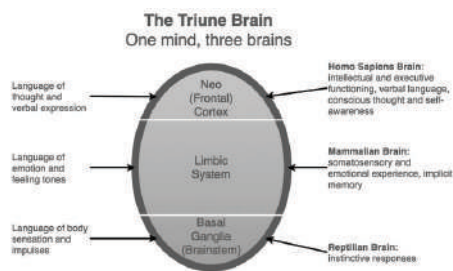 The Triune Brain
One mind, three brains
Language of
thought and
verbal expression
Neo
(Frontal)
Cortex
Homo Sapiens Brain:
intellectual and executive
functioning, verbal language,
conscious thought and self-
awareness
Language of
emotion and
feeling tones
Limbic
System
Mammalian Brain:
somatosensory and
emotional experience, implicit
memory
Language of body
sensation and
impulses
Basal
Ganglia
(Brainstem)
Reptilian Brain:
instinctive responses